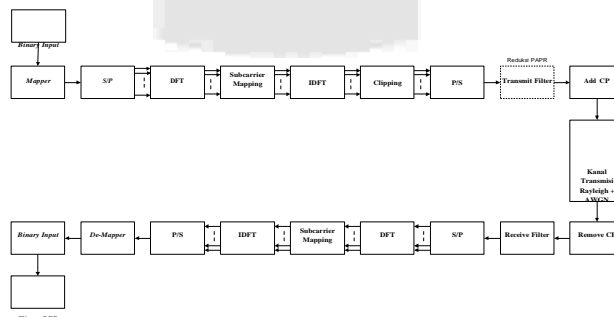 Binary Input
Reduksi PAPR
Mapper
S/P
DFT
Subcarrier
Mapping
IDFT
Clipping
P/S
Transmit Filter
Add CP
Kanal
Transmisi
Rayleigh +
AWGN
Binary Input
De-Mapper
P/S
IDFT
Subcarrier
Mapping
DFT
S/P
Receive Filter
Remove CP